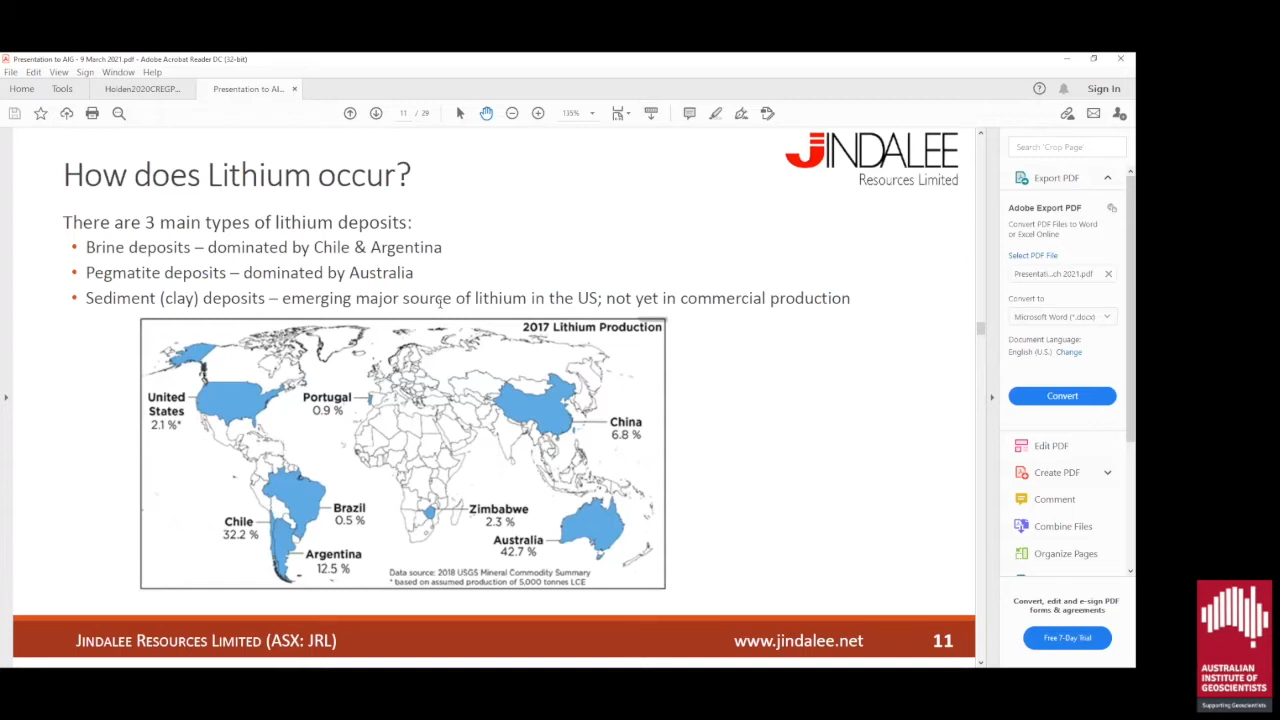 Presentation to AIG - 9 March 2021.pdf - Adobe Acrobat Reader DC (32-bit)
File Edit View Sign Window Help
Home Tools Holden2020CREGP... Presentation to AI... × Sign In
11 / 29 135%
JINDALEE
Resources Limited
How does Lithium occur?
There are 3 main types of lithium deposits:
• Brine deposits – dominated by Chile & Argentina
• Pegmatite deposits – dominated by Australia
• Sediment (clay) deposits – emerging major source of lithium in the US; not yet in commercial production
2017 Lithium Production
United
States
2.1 %*
Portugal
0.9 %
China
6.8 %
Brazil
0.5 %
Zimbabwe
2.3 %
Chile
32.2 %
Australia
42.7 %
Argentina
12.5 %
Data source: 2018 USGS Mineral Commodity Summary
* based on assumed production of 5,000 tonnes LCE
JINDALEE RESOURCES LIMITED (ASX: JRL) www.jindalee.net 11
Search 'Crop Page'
Export PDF
Adobe Export PDF
Convert PDF Files to Word
or Excel Online
Select PDF File
Presentati...ch 2021.pdf ×
Convert to
Microsoft Word (*.docx)
Document Language:
English (U.S.) Change
Convert
Edit PDF
Create PDF
Comment
Combine Files
Organize Pages
Convert, edit and e-sign PDF
forms & agreements
Free 7-Day Trial
AUSTRALIAN
INSTITUTE OF
GEOSCIENTISTS
Supporting Geoscientists